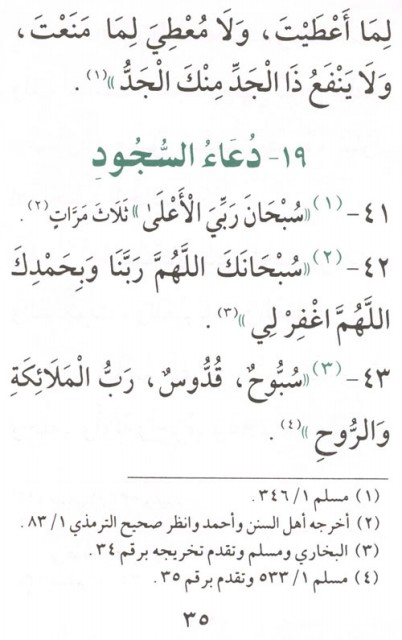 لِمَا أَعْطَيْتَ، وَلَا مُعْطِيَ لِمَا مَنَعْتَ،
وَلَا يَنْفَعُ ذَا الْجَدِّ مِنْكَ الْجَدُّ»(١).
١٩- دُعَاءُ السُّجُودِ
٤١-(١)«سُبْحَانَ رَبِّيَ الْأَعْلَىٰ» ثَلَاثَ مَرَّاتٍ(٢).
٤٢-(٢)«سُبْحَانَكَ اللَّهُمَّ رَبَّنَا وَبِحَمْدِكَ
اللَّهُمَّ اغْفِرْ لِي»(٣).
٤٣-(٣)«سُبُّوحٌ، قُدُّوسٌ، رَبُّ الْمَلَائِكَةِ
وَالرُّوحِ»(٤).
(١) مسلم ١/ ٣٤٦.
(٢) أخرجه أهل السنن وأحمد وانظر صحيح الترمذي ١/ ٨٣.
(٣) البخاري ومسلم وتقدم تخريجه برقم ٣٤.
(٤) مسلم ١/ ٥٣٣ وتقدم برقم ٣٥.
٣٥